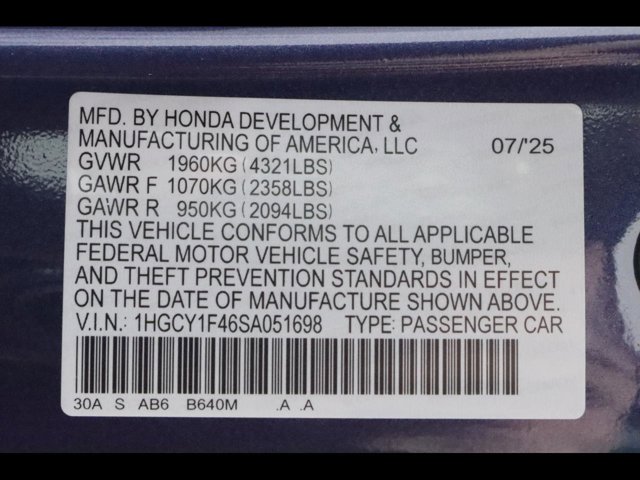 MFD. BY HONDA DEVELOPMENT &
MANUFACTURING OF AMERICA, LLC 07/'25
GVWR 1960KG (4321LBS)
GAWR F 1070KG (2358LBS)
GAWR R 950KG (2094LBS)
THIS VEHICLE CONFORMS TO ALL APPLICABLE
FEDERAL MOTOR VEHICLE SAFETY, BUMPER,
AND THEFT PREVENTION STANDARDS IN EFFECT
ON THE DATE OF MANUFACTURE SHOWN ABOVE.
V.I.N.: 1HGCY1F46SA051698 TYPE: PASSENGER CAR
30A S AB6 B640M .A .A